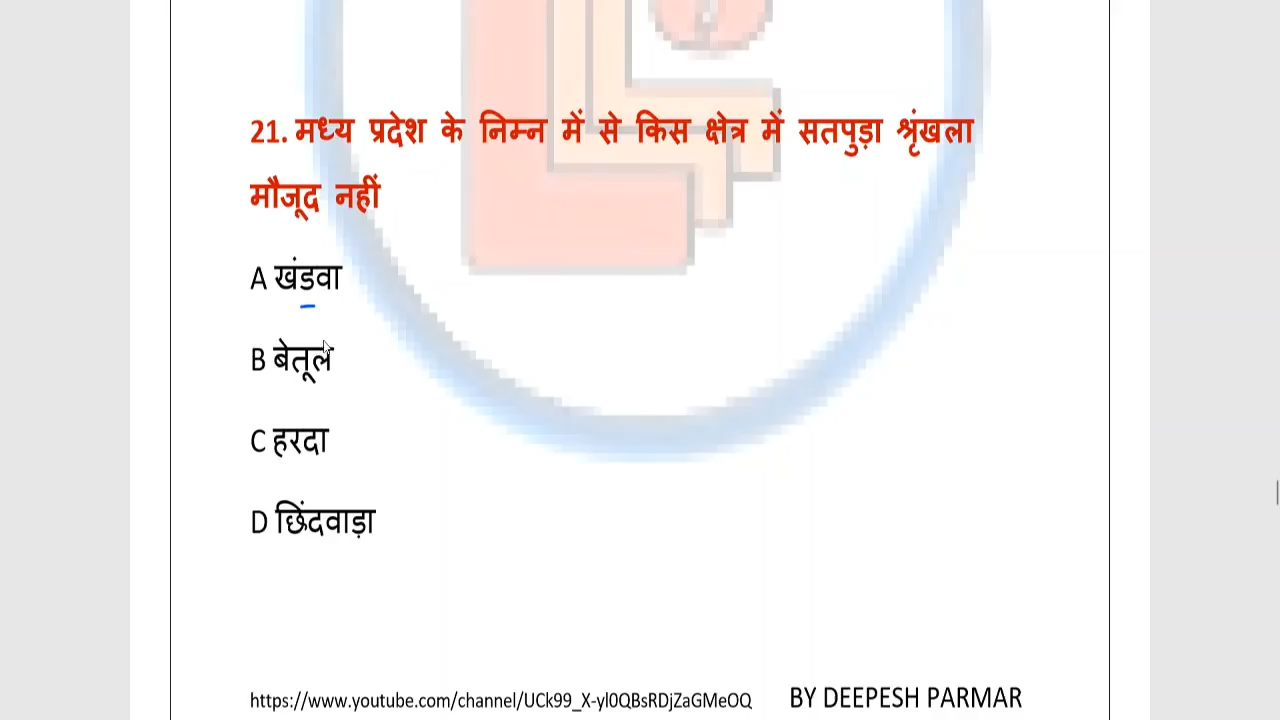 21. मध्य प्रदेश के निम्न में से किस क्षेत्र में सतपुड़ा श्रृंखला
मौजूद नहीं
A खंडवा
B बेतूल
C हरदा
D छिंदवाड़ा
https://www.youtube.com/channel/UCk99_X-yl0QBsRDjZaGMeOQ BY DEEPESH PARMAR